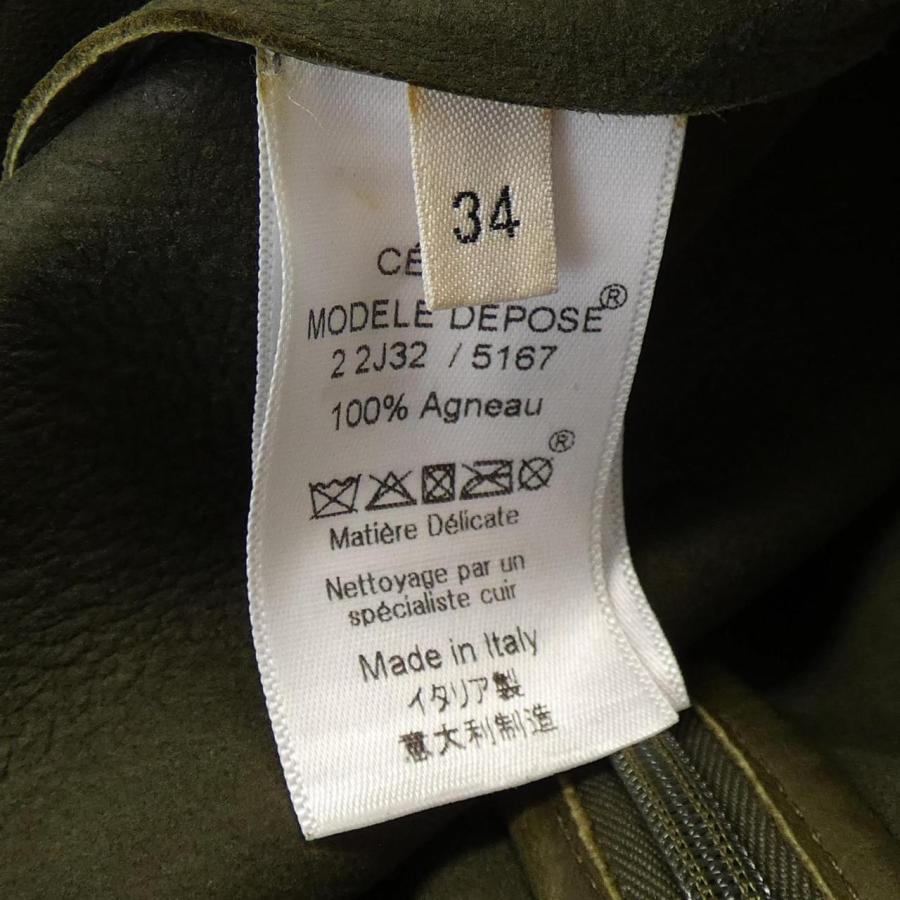 34
CÉ
MODELE DEPOSE®
2 2J32 / 5167
100% Agneau
®
Matière Délicate
Nettoyage par un
spécialiste cuir
Made in Italy
イタリア製
意大利制造